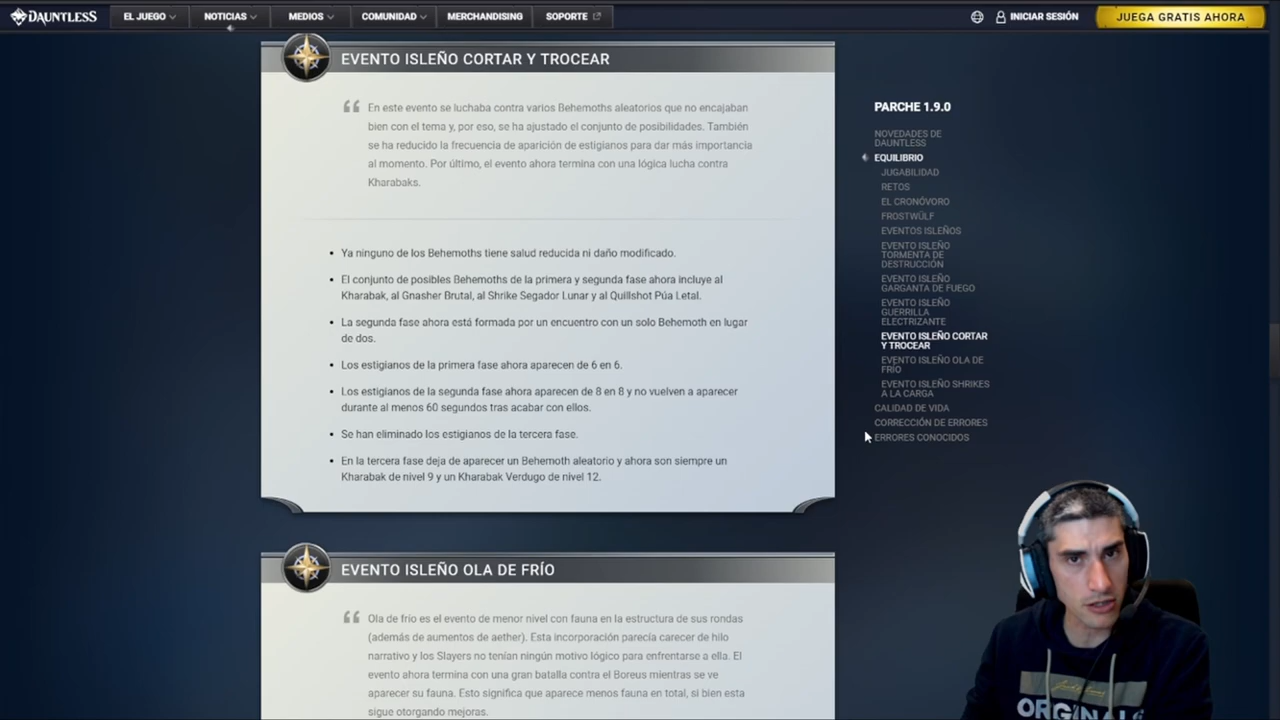 DAUNTLESS
EL JUEGO
NOTICIAS
MEDIOS
COMUNIDAD
MERCHANDISING
SOPORTE
INICIAR SESIÓN
JUEGA GRATIS AHORA
EVENTO ISLEÑO CORTAR Y TROCEAR
En este evento se luchaba contra varios Behemoths aleatorios que no encajaban
bien con el tema y, por eso, se ha ajustado el conjunto de posibilidades. También
se ha reducido la frecuencia de aparición de estigianos para dar más importancia
al momento. Por último, el evento ahora termina con una lógica lucha contra
Kharabaks.
• Ya ninguno de los Behemoths tiene salud reducida ni daño modificado.
• El conjunto de posibles Behemoths de la primera y segunda fase ahora incluye al
Kharabak, al Gnasher Brutal, al Shrike Segador Lunar y al Quillshot Púa Letal.
• La segunda fase ahora está formada por un encuentro con un solo Behemoth en lugar
de dos.
• Los estigianos de la primera fase ahora aparecen de 6 en 6.
• Los estigianos de la segunda fase ahora aparecen de 8 en 8 y no vuelven a aparecer
durante al menos 60 segundos tras acabar con ellos.
• Se han eliminado los estigianos de la tercera fase.
• En la tercera fase deja de aparecer un Behemoth aleatorio y ahora son siempre un
Kharabak de nivel 9 y un Kharabak Verdugo de nivel 12.
EVENTO ISLEÑO OLA DE FRÍO
Ola de frío es el evento de menor nivel con fauna en la estructura de sus rondas
(además de aumentos de aether). Esta incorporación parecía carecer de hilo
narrativo y los Slayers no tenían ningún motivo lógico para enfrentarse a ella. El
evento ahora termina con una gran batalla contra el Boreus mientras se ve
aparecer su fauna. Esto significa que aparece menos fauna en total, si bien esta
sigue otorgando mejoras.
PARCHE 1.9.0
NOVEDADES DE
DAUNTLESS
EQUILIBRIO
JUGABILIDAD
RETOS
EL CRONÓVORO
FROSTWÜLF
EVENTOS ISLEÑOS
EVENTO ISLEÑO
TORMENTA DE
DESTRUCCIÓN
EVENTO ISLEÑO
GARGANTA DE FUEGO
EVENTO ISLEÑO
GUERRILLA
ELECTRIZANTE
EVENTO ISLEÑO CORTAR
Y TROCEAR
EVENTO ISLEÑO OLA DE
FRÍO
EVENTO ISLEÑO SHRIKES
A LA CARGA
CALIDAD DE VIDA
CORRECCIÓN DE ERRORES
ERRORES CONOCIDOS